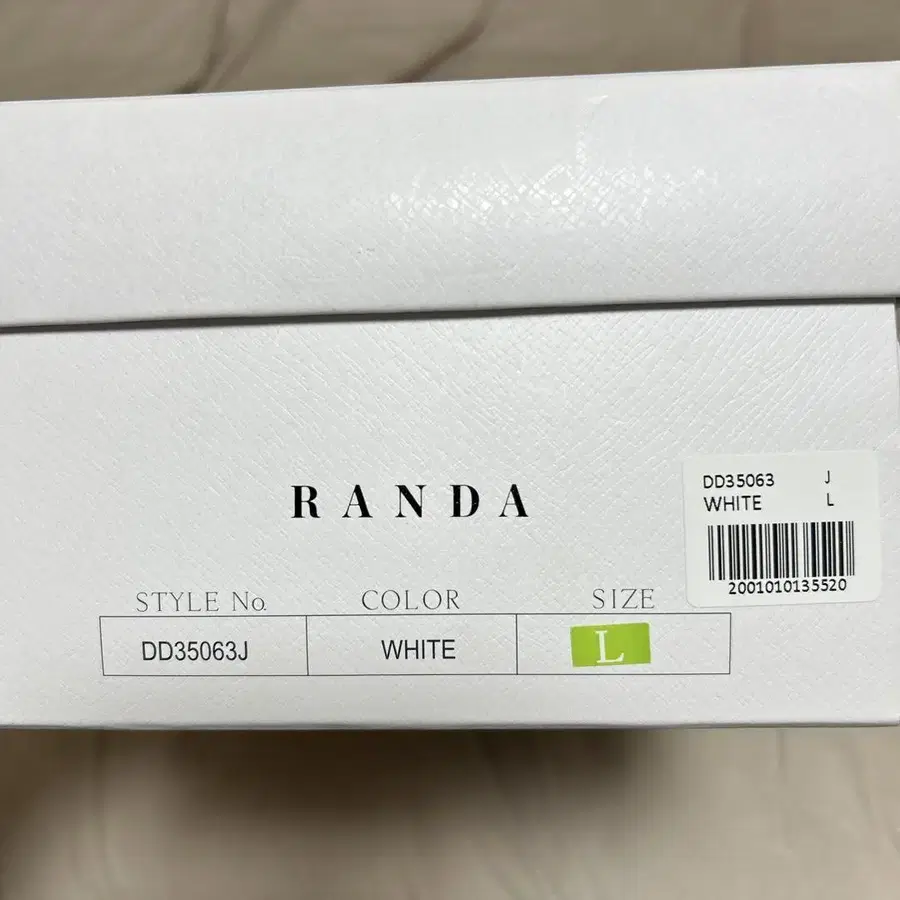 RANDA
DD35063 J
WHITE L
2001010135520
STYLE No. COLOR SIZE
DD35063J WHITE L